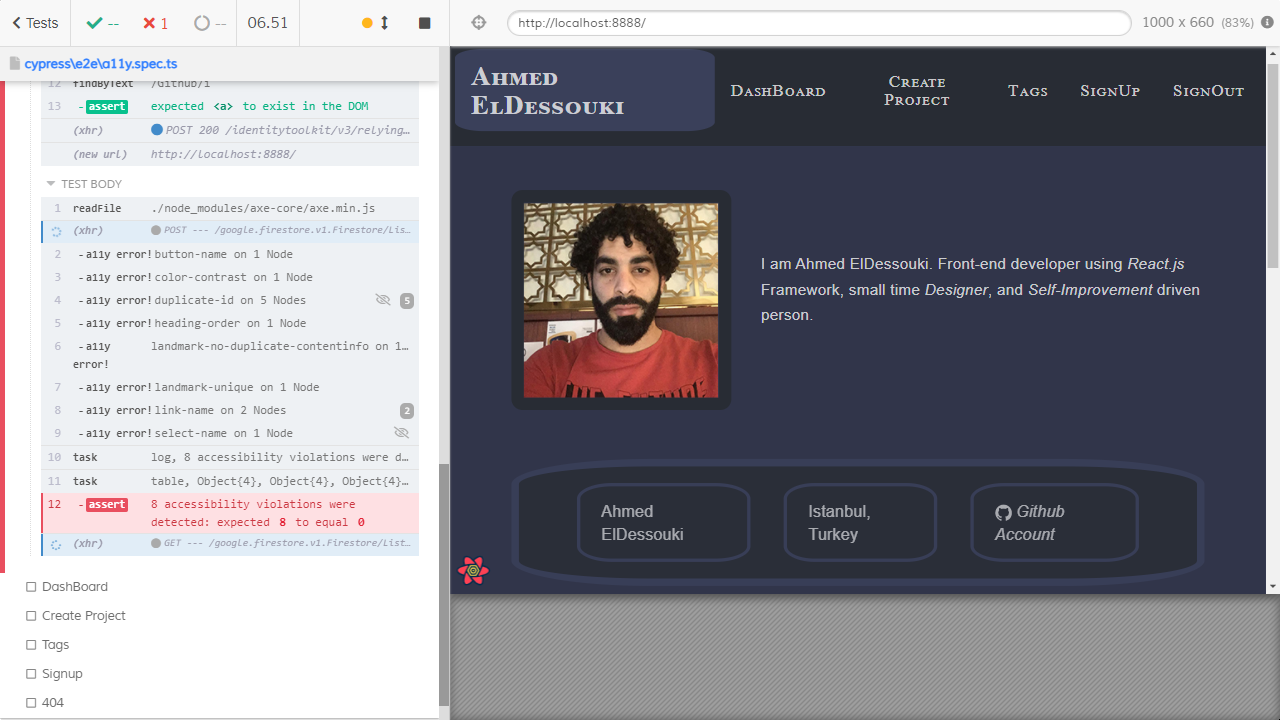 Tests
--
1
--
06.51
http://localhost:8888/
1000 x 660 (83%)
cypress\e2e\a11y.spec.ts
12 findByText /Github/i
13 - assert expected <a> to exist in the DOM
(xhr) POST 200 /identitytoolkit/v3/relying…
(new url) http://localhost:8888/
TEST BODY
1 readFile ./node_modules/axe-core/axe.min.js
(xhr) POST --- /google.firestore.v1.Firestore/Lis…
2 - a11y error! button-name on 1 Node
3 - a11y error! color-contrast on 1 Node
4 - a11y error! duplicate-id on 5 Nodes 5
5 - a11y error! heading-order on 1 Node
6 - a11y landmark-no-duplicate-contentinfo on 1…
error!
7 - a11y error! landmark-unique on 1 Node
8 - a11y error! link-name on 2 Nodes 2
9 - a11y error! select-name on 1 Node
10 task log, 8 accessibility violations were d…
11 task table, Object{4}, Object{4}, Object{4}…
12 - assert 8 accessibility violations were
detected: expected 8 to equal 0
(xhr) GET --- /google.firestore.v1.Firestore/List…
DashBoard
Create Project
Tags
Signup
404
Ahmed
ElDessouki
DashBoard
Create
Project
Tags
SignUp
SignOut
I am Ahmed ElDessouki. Front-end developer using React.js
Framework, small time Designer, and Self-Improvement driven
person.
Ahmed
ElDessouki
Istanbul,
Turkey
Github
Account